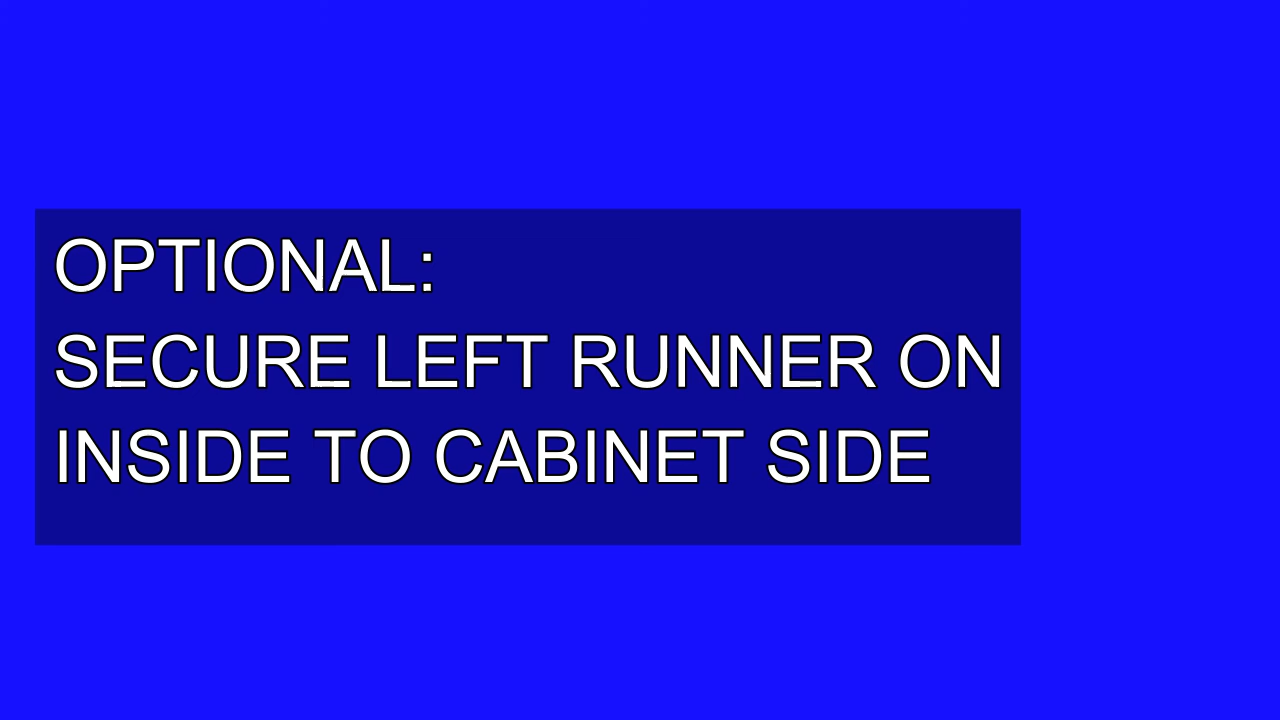 OPTIONAL:
SECURE LEFT RUNNER ON
INSIDE TO CABINET SIDE